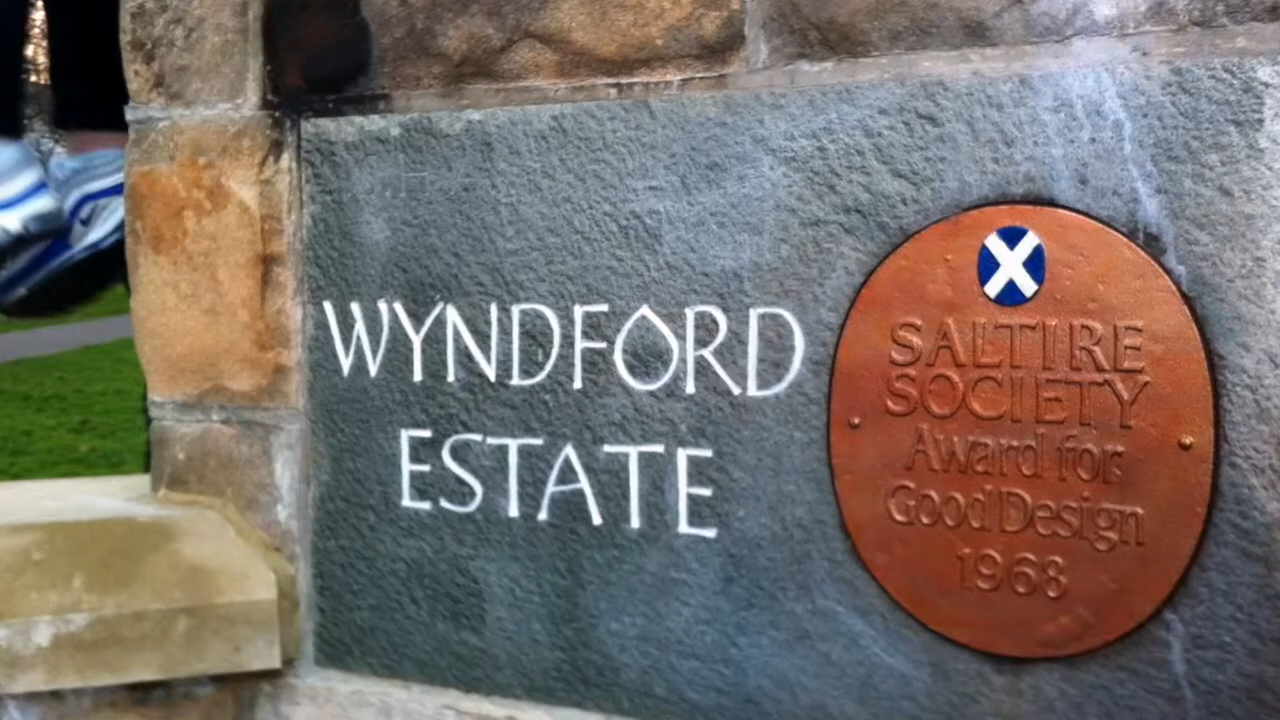 WYNDFORD
ESTATE
SALTIRE
SOCIETY
Award for
Good Design
1968